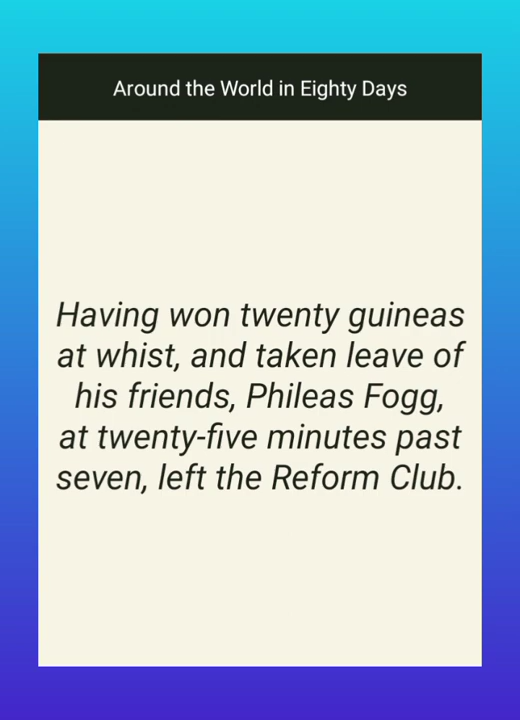 Around the World in Eighty Days
Having won twenty guineas
at whist, and taken leave of
his friends, Phileas Fogg,
at twenty-five minutes past
seven, left the Reform Club.